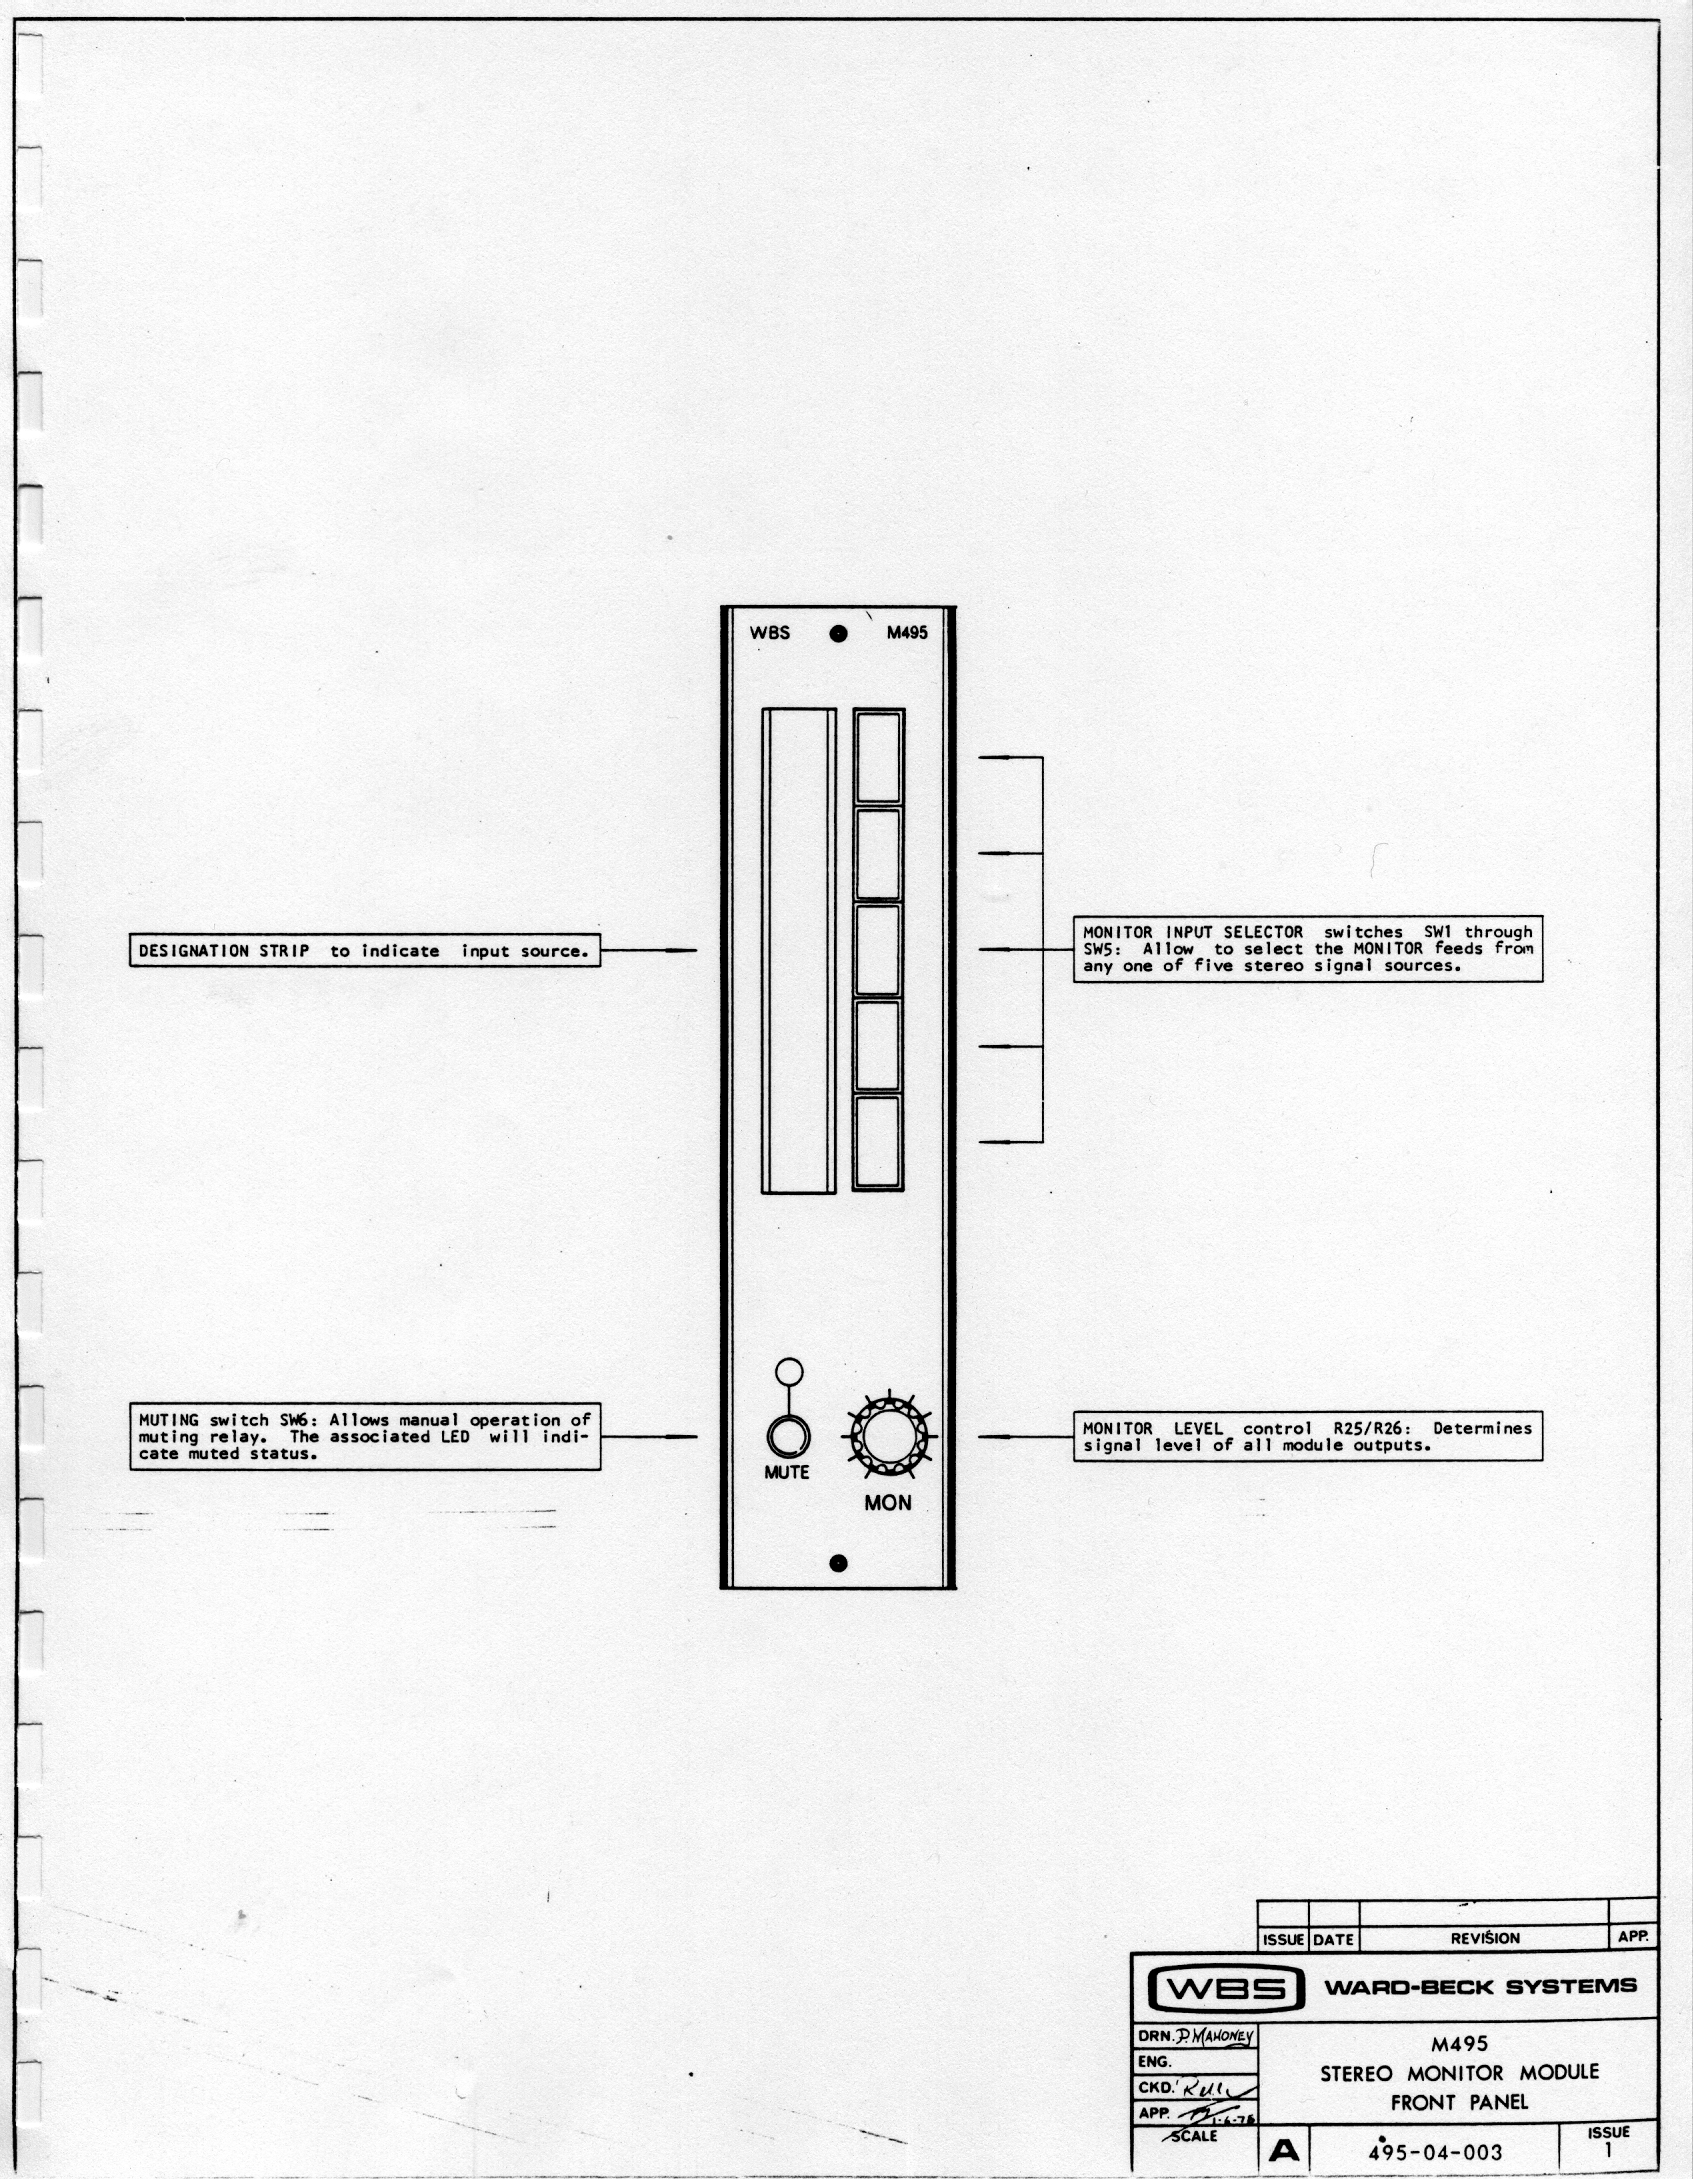 WBS M495
DESIGNATION STRIP to indicate input source.
MONITOR INPUT SELECTOR switches SW1 through
SW5: Allow to select the MONITOR feeds from
any one of five stereo signal sources.
MUTING switch SW6: Allows manual operation of
muting relay. The associated LED will indi-
cate muted status.
MONITOR LEVEL control R25/R26: Determines
signal level of all module outputs.
MUTE
MON
ISSUE DATE REVISION APP.
WBS WARD-BECK SYSTEMS
DRN. P. MAHONEY
ENG.
CKD.
APP.
SCALE
M495
STEREO MONITOR MODULE
FRONT PANEL
A 495-04-003
ISSUE
1